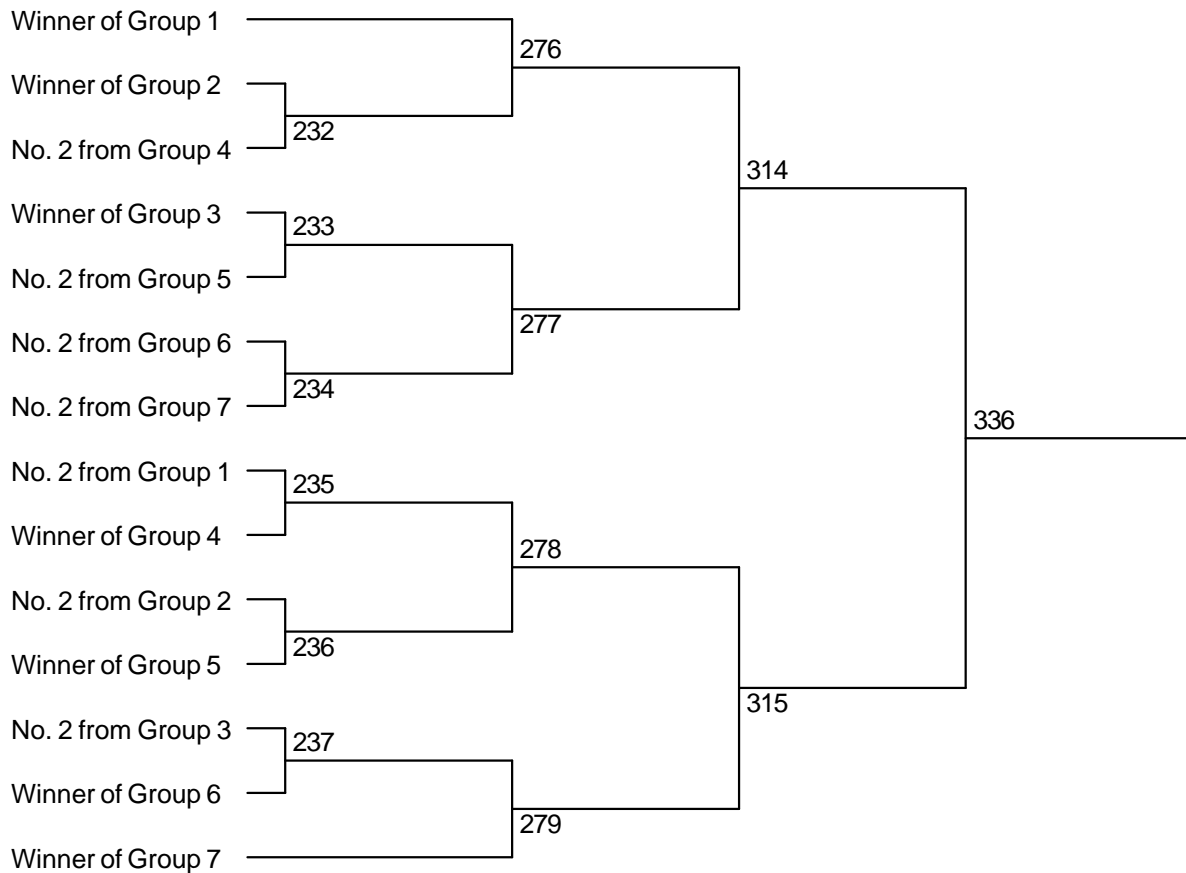 Winner of Group 1
276
Winner of Group 2
232
No. 2 from Group 4
314
Winner of Group 3
233
No. 2 from Group 5
277
No. 2 from Group 6
234
No. 2 from Group 7
336
No. 2 from Group 1
235
Winner of Group 4
278
No. 2 from Group 2
236
Winner of Group 5
315
No. 2 from Group 3
237
Winner of Group 6
279
Winner of Group 7